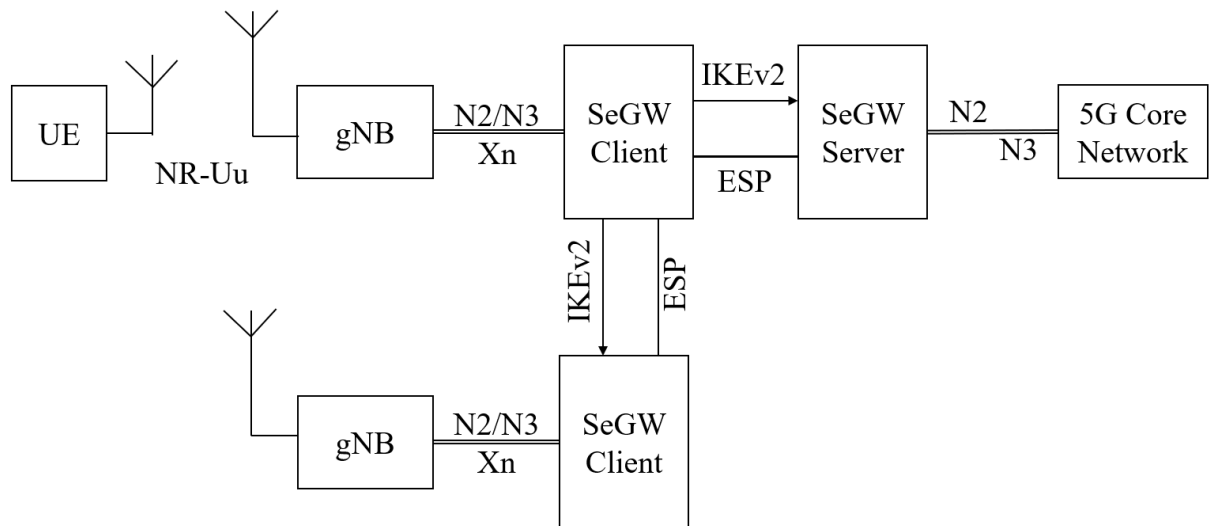 UE
NR-Uu
gNB
N2/N3
Xn
SeGW
Client
IKEv2
ESP
SeGW
Server
N2
N3
5G Core
Network
IKEv2
ESP
gNB
N2/N3
Xn
SeGW
Client